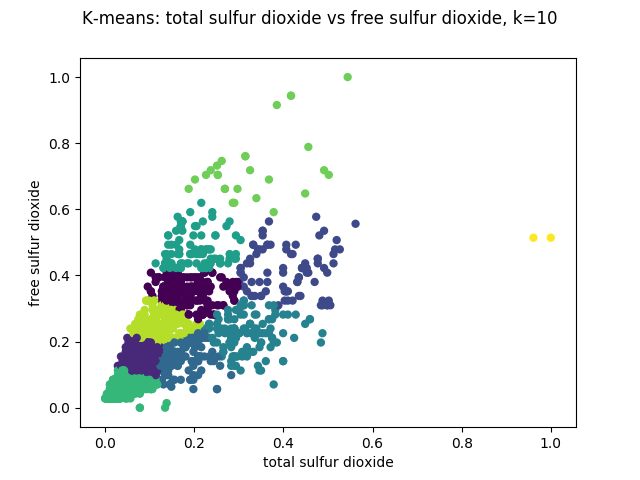 K-means: total sulfur dioxide vs free sulfur dioxide, k=10
1.0
0.8
0.6
0.4
0.2
0.0
free sulfur dioxide
0.0 0.2 0.4 0.6 0.8 1.0
total sulfur dioxide